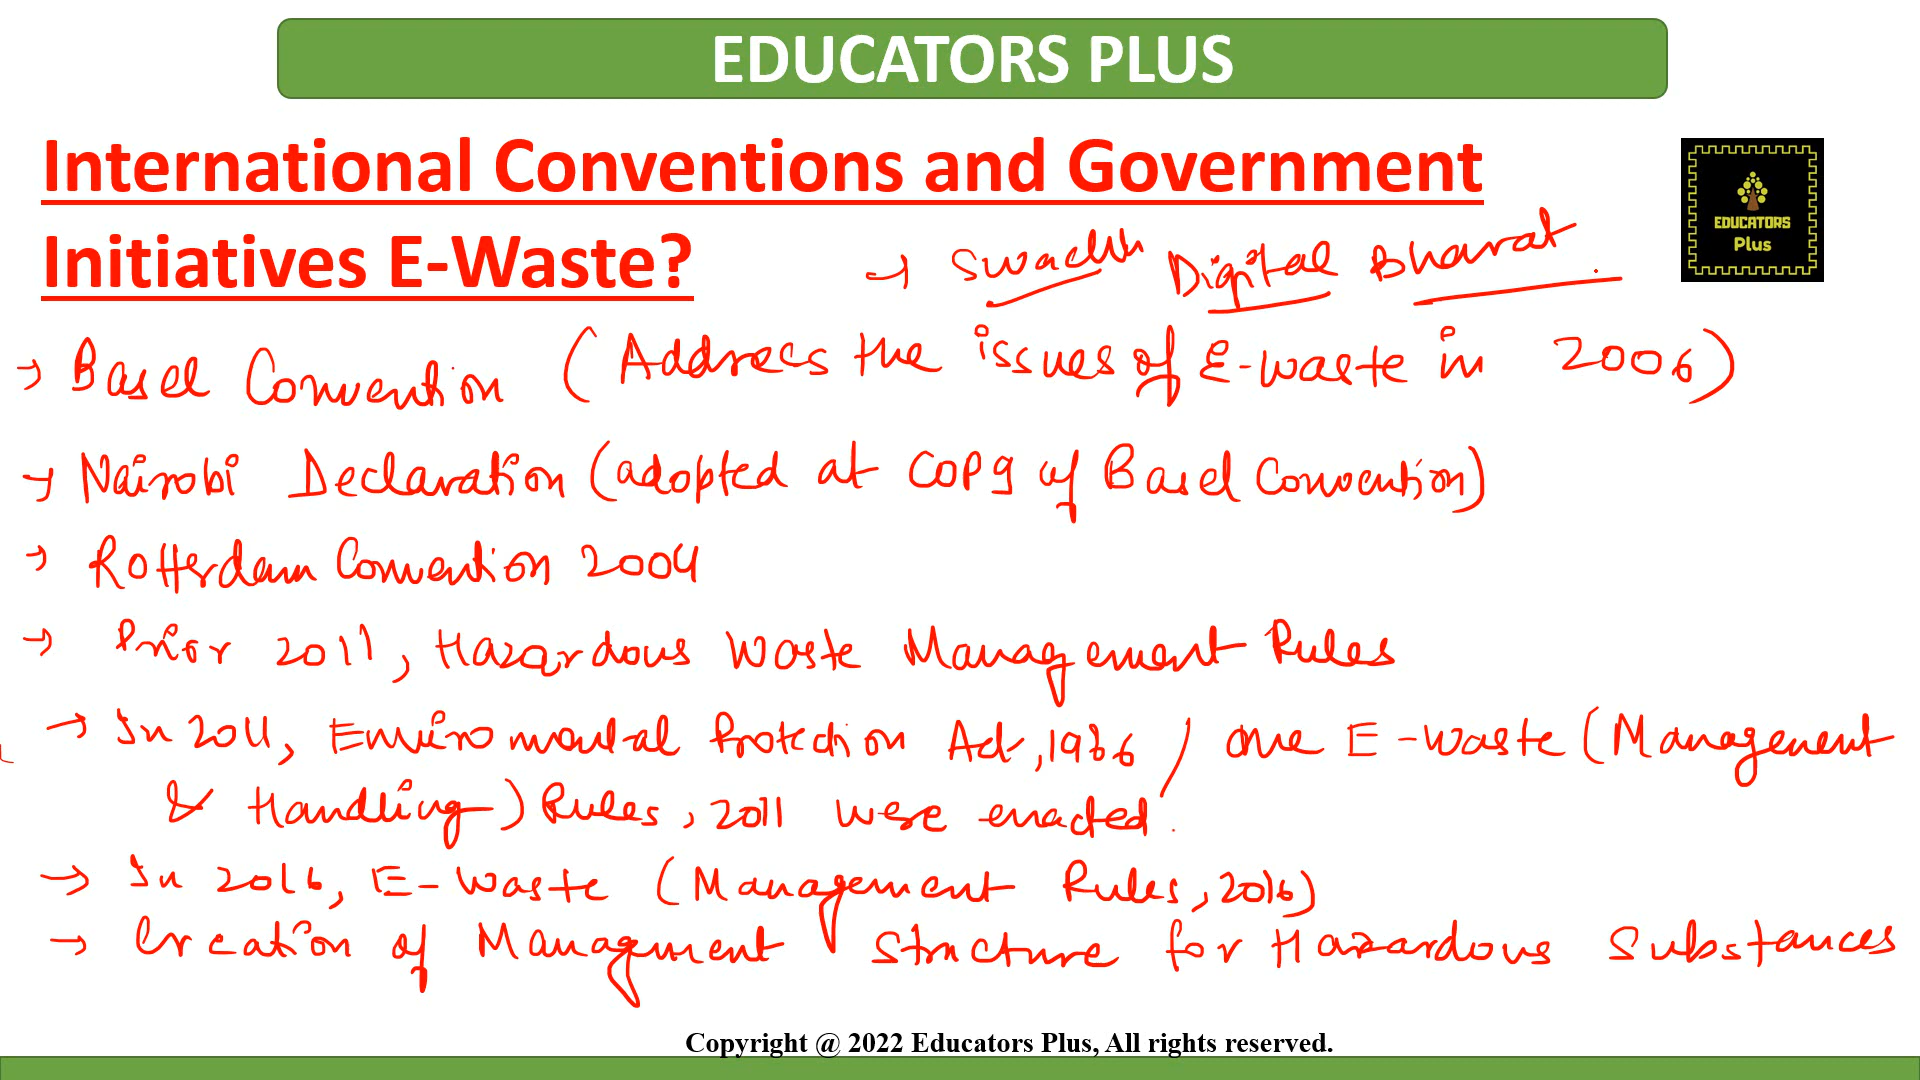 EDUCATORS PLUS
International Conventions and Government
Initiatives E-Waste?
EDUCATORS
Plus
→ Swachh Digital Bharat
→ Basel Convention (Address the issues of E-waste in 2006)
→ Nairobi Declaration (adopted at COP9 of Basel Convention)
→ Rotterdam Convention 2004
→ Prior 2011, Hazardous Waste Management Rules
→ In 2011, Enviromental Protection Act, 1986 / one E-waste (Management
& Handling) Rules, 2011 were enacted.
→ In 2016, E-waste (Management Rules, 2016)
→ Creation of Management Structure for Hazardous Substances
Copyright @ 2022 Educators Plus, All rights reserved.